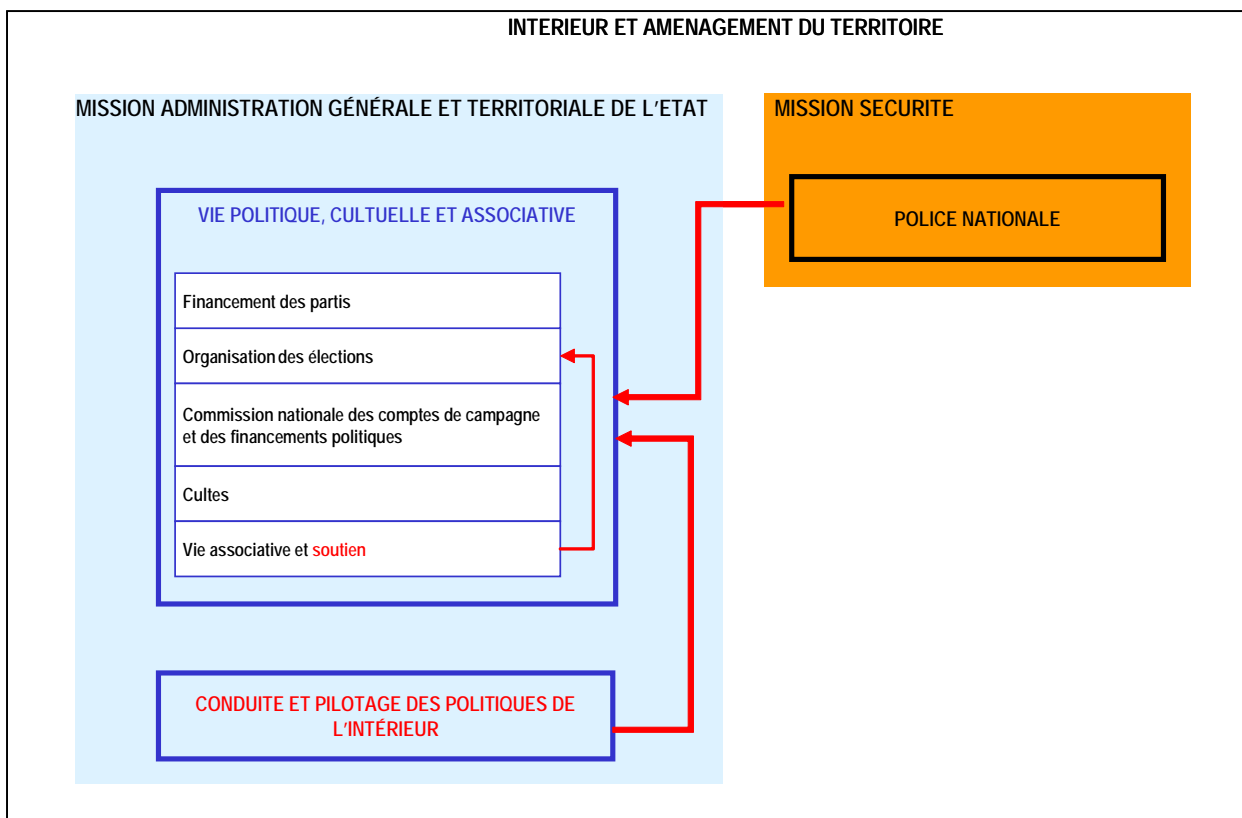 INTERIEUR ET AMENAGEMENT DU TERRITOIRE
MISSION ADMINISTRATION GÉNÉRALE ET TERRITORIALE DE L'ETAT
VIE POLITIQUE, CULTUELLE ET ASSOCIATIVE
Financement des partis
Organisation des élections
Commission nationale des comptes de campagne
et des financements politiques
Cultes
Vie associative et soutien
CONDUITE ET PILOTAGE DES POLITIQUES DE
L'INTÉRIEUR
MISSION SECURITE
POLICE NATIONALE